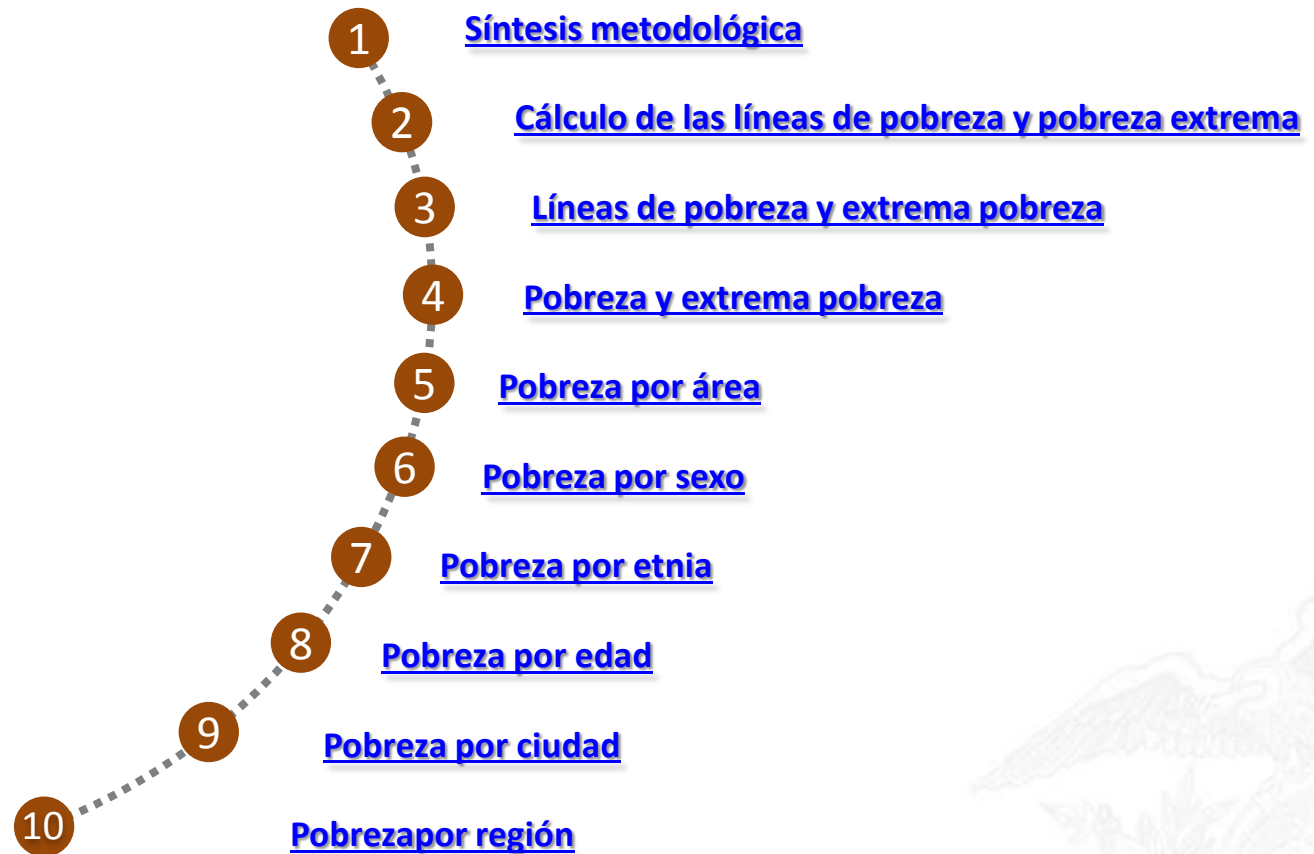 1 Síntesis metodológica
2 Cálculo de las líneas de pobreza y pobreza extrema
3 Líneas de pobreza y extrema pobreza
4 Pobreza y extrema pobreza
5 Pobreza por área
6 Pobreza por sexo
7 Pobreza por etnia
8 Pobreza por edad
9 Pobreza por ciudad
10 Pobrezapor región